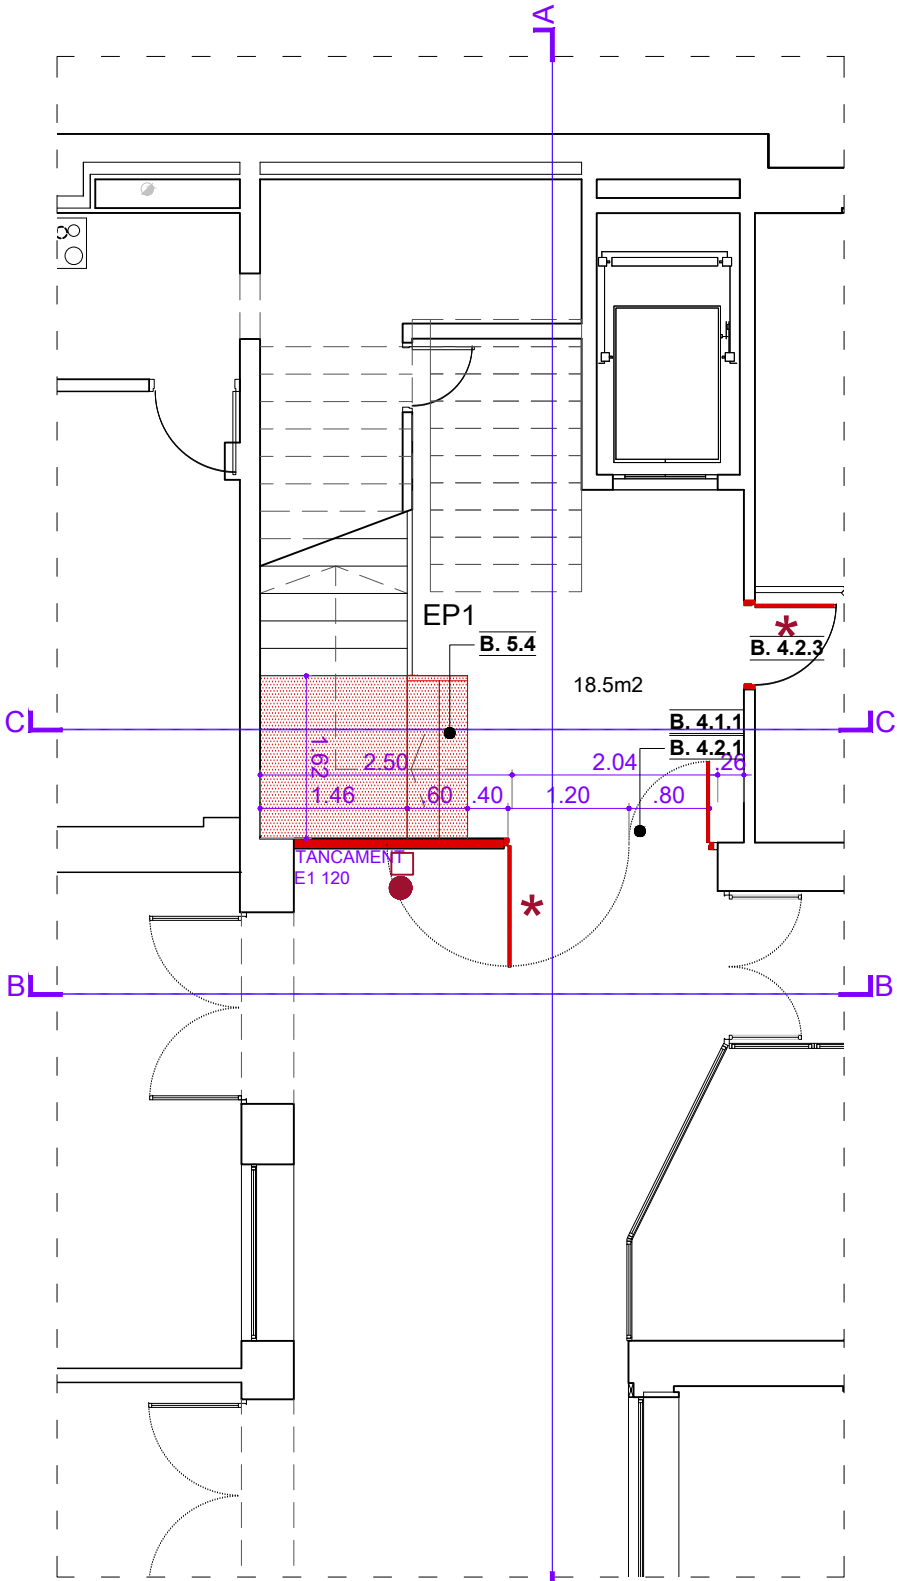 A
EP1
B. 5.4
*
B. 4.2.3
18.5m2
C
C
B. 4.1.1
B. 4.2.1
1.62
2.50
2.04
.26
1.46
.60
.40
1.20
.80
TANCAMENT
E1 120
*
B
B